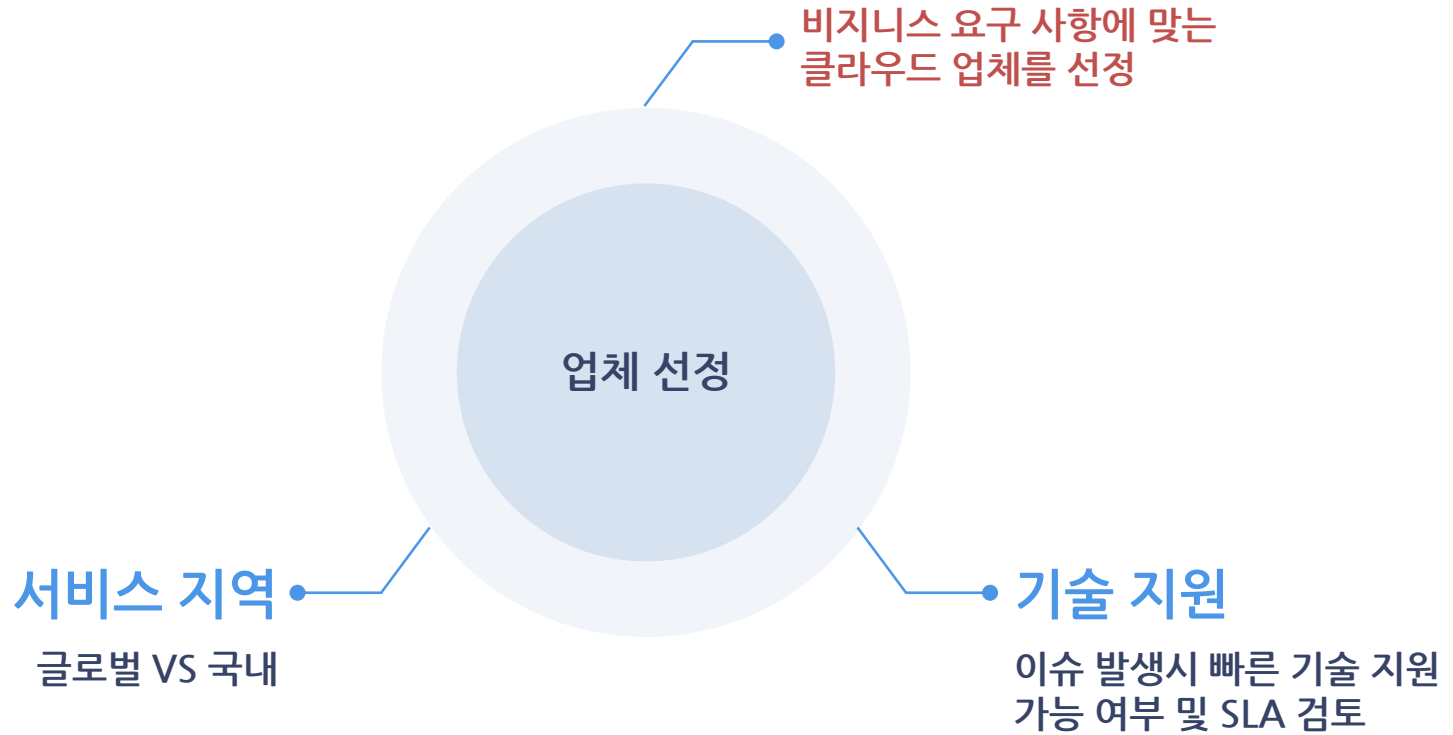 비지니스 요구 사항에 맞는
클라우드 업체를 선정
업체 선정
서비스 지역
글로벌 VS 국내
기술 지원
이슈 발생시 빠른 기술 지원
가능 여부 및 SLA 검토